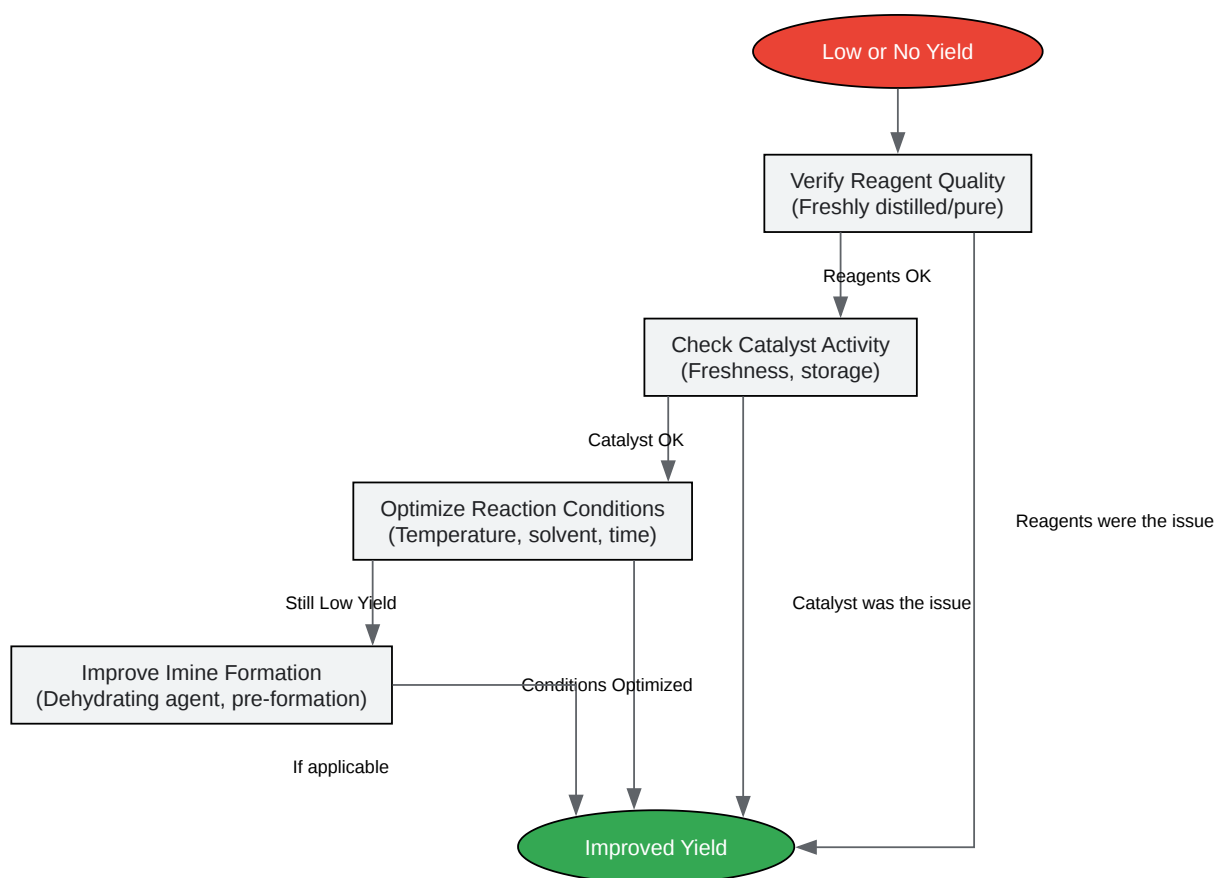 Low or No Yield
Verify Reagent Quality
(Freshly distilled/pure)
Reagents OK
Check Catalyst Activity
(Freshness, storage)
Catalyst OK
Optimize Reaction Conditions
(Temperature, solvent, time)
Reagents were the issue
Still Low Yield
Catalyst was the issue
Improve Imine Formation
(Dehydrating agent, pre-formation)
Conditions Optimized
If applicable
Improved Yield